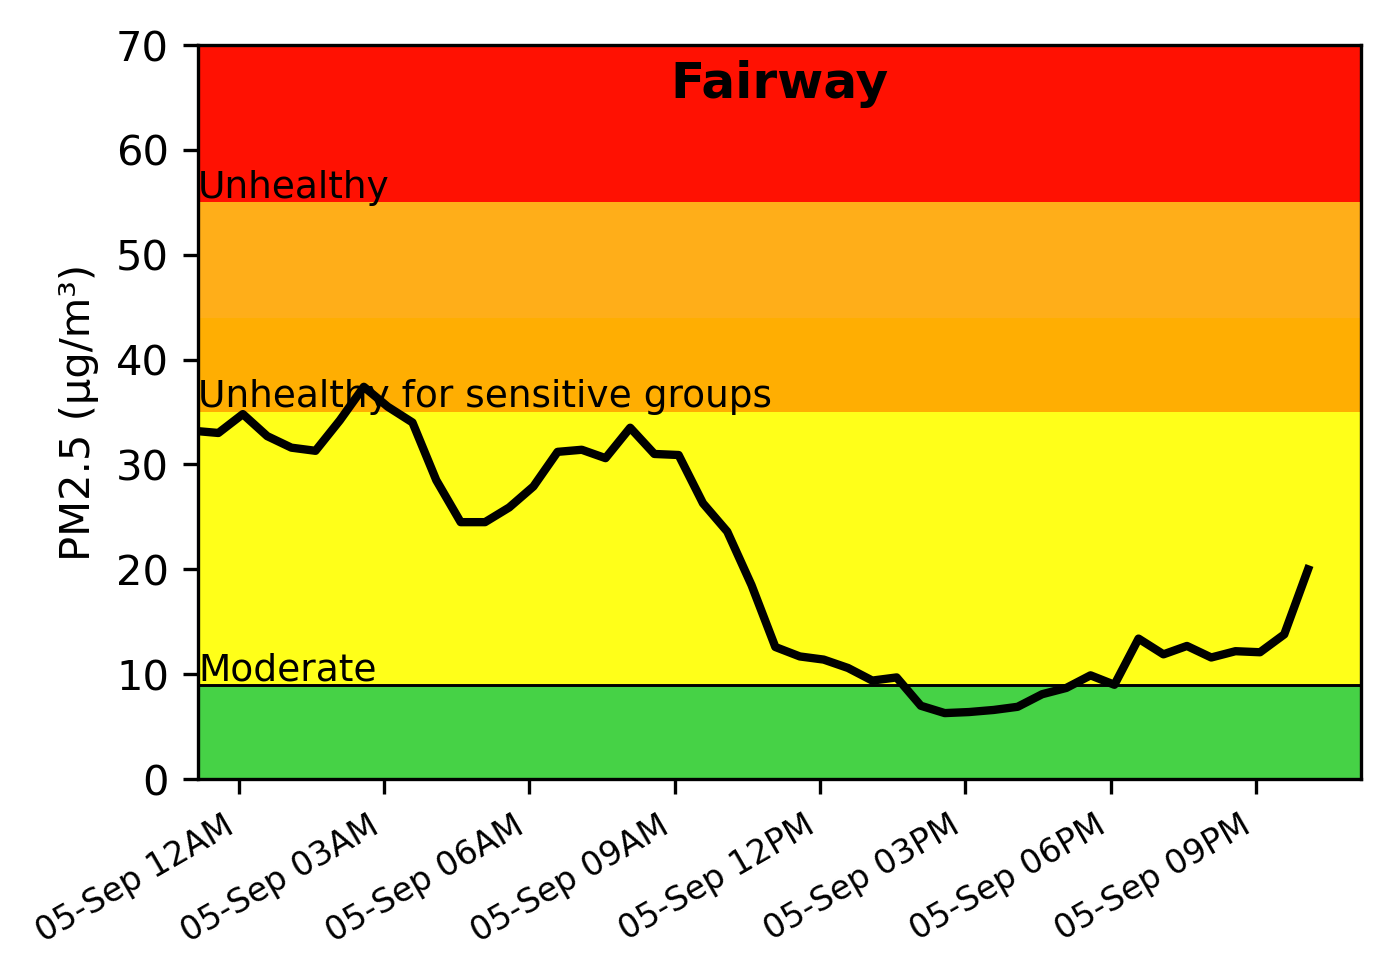 Fairway
PM2.5 (µg/m³)
70
60
Unhealthy
50
40
Unhealthy for sensitive groups
30
20
10
Moderate
0
05-Sep 12AM
05-Sep 03AM
05-Sep 06AM
05-Sep 09AM
05-Sep 12PM
05-Sep 03PM
05-Sep 06PM
05-Sep 09PM